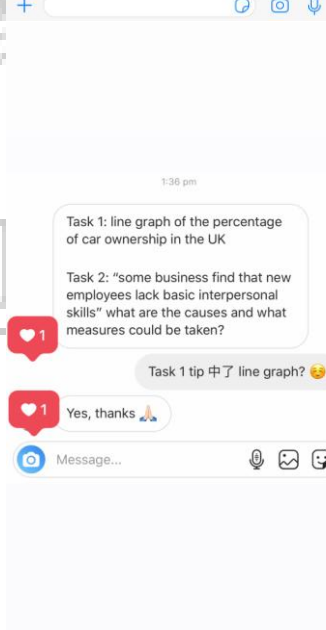 1:36 pm
Task 1: line graph of the percentage
of car ownership in the UK
Task 2: “some business find that new
employees lack basic interpersonal
skills” what are the causes and what
measures could be taken?
1
Task 1 tip 中了 line graph? 😏
1
Yes, thanks 🙏🏻
Message...